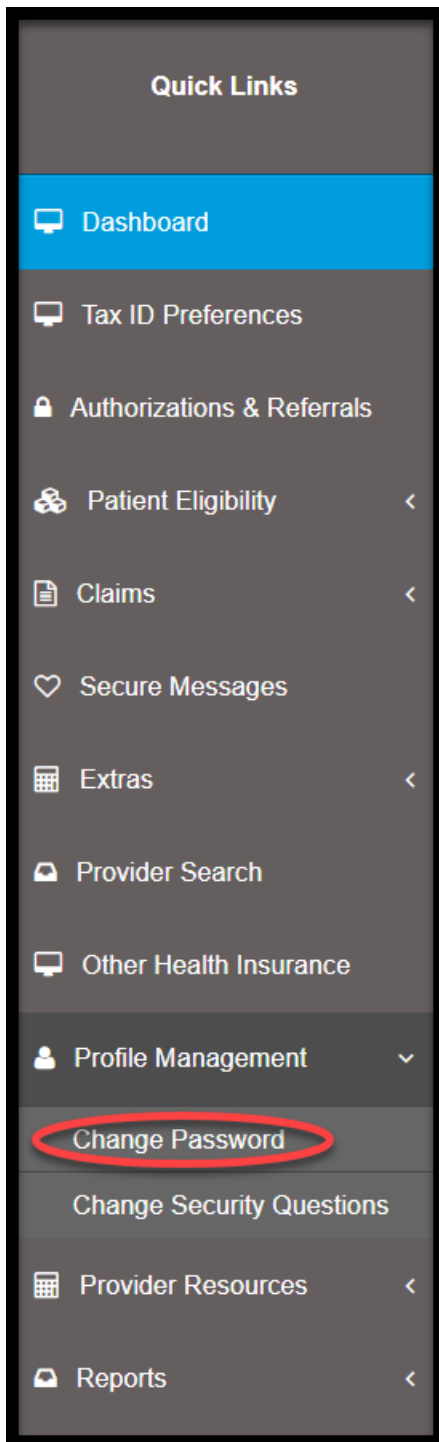 Quick Links
Dashboard
Tax ID Preferences
Authorizations & Referrals
Patient Eligibility
Claims
Secure Messages
Extras
Provider Search
Other Health Insurance
Profile Management
Change Password
Change Security Questions
Provider Resources
Reports